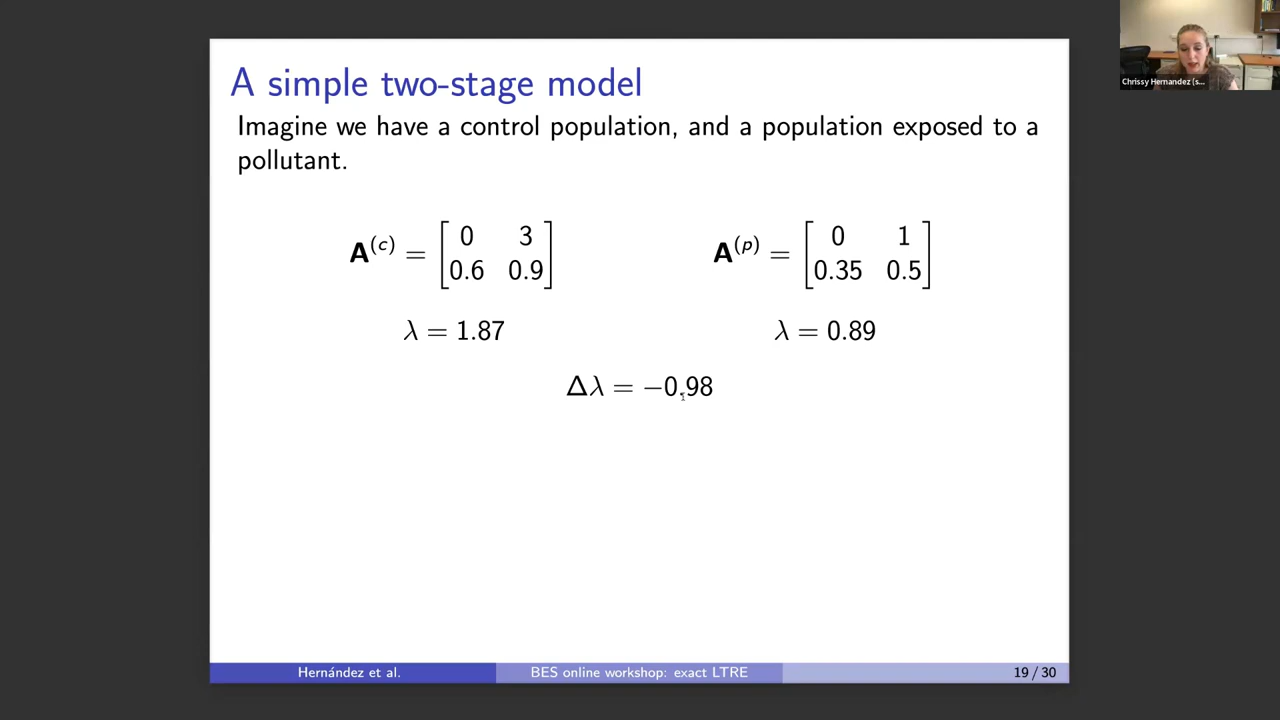 A simple two-stage model
Imagine we have a control population, and a population exposed to a
pollutant.
A^(c) = [0 3; 0.6 0.9]
A^(p) = [0 1; 0.35 0.5]
λ = 1.87
λ = 0.89
Δλ = −0.98
Hernández et al.
BES online workshop: exact LTRE
19 / 30
Chrissy Hernandez (s...